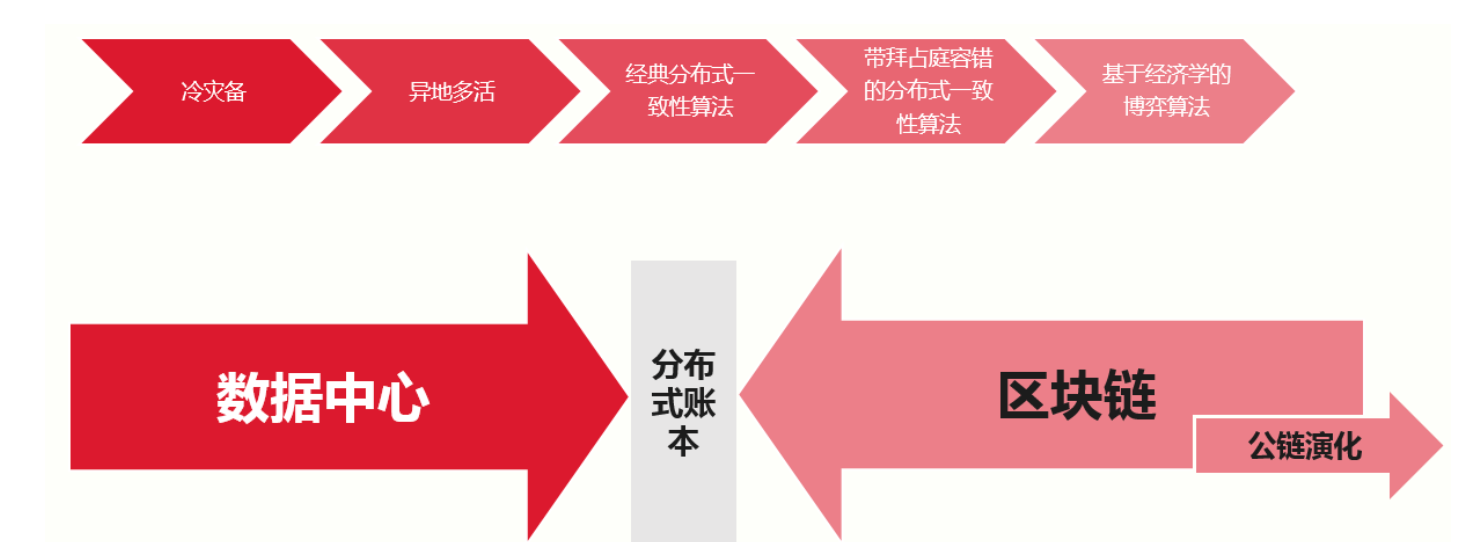 冷灾备
异地多活
经典分布式一
致性算法
带拜占庭容错
的分布式一致
性算法
基于经济学的
博弈算法
数据中心
分布
式账
本
区块链
公链演化